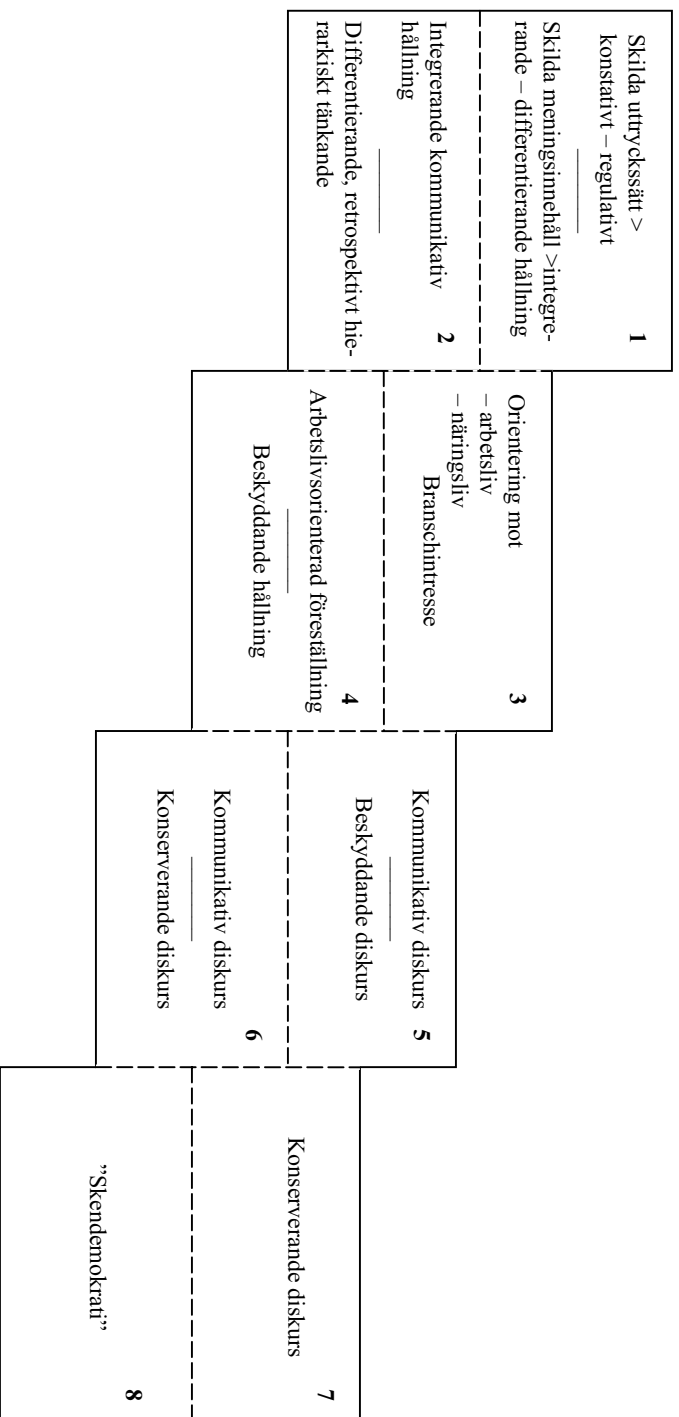 Skilda uttryckssätt >
konstativt – regulativt
Skilda meningsinnehåll >integre-
rande – differentierande hållning
1
Integrerande kommunikativ
hållning
Differentierande, retrospektivt hie-
rarkiskt tänkande
2
Orientering mot
– arbetsliv
– näringsliv
Branschintresse
3
Arbetslivsorienterad föreställning
Beskyddande hållning
4
Kommunikativ diskurs
Beskyddande diskurs
5
Kommunikativ diskurs
Konserverande diskurs
6
Konserverande diskurs
7
”Skendemokrati”
8